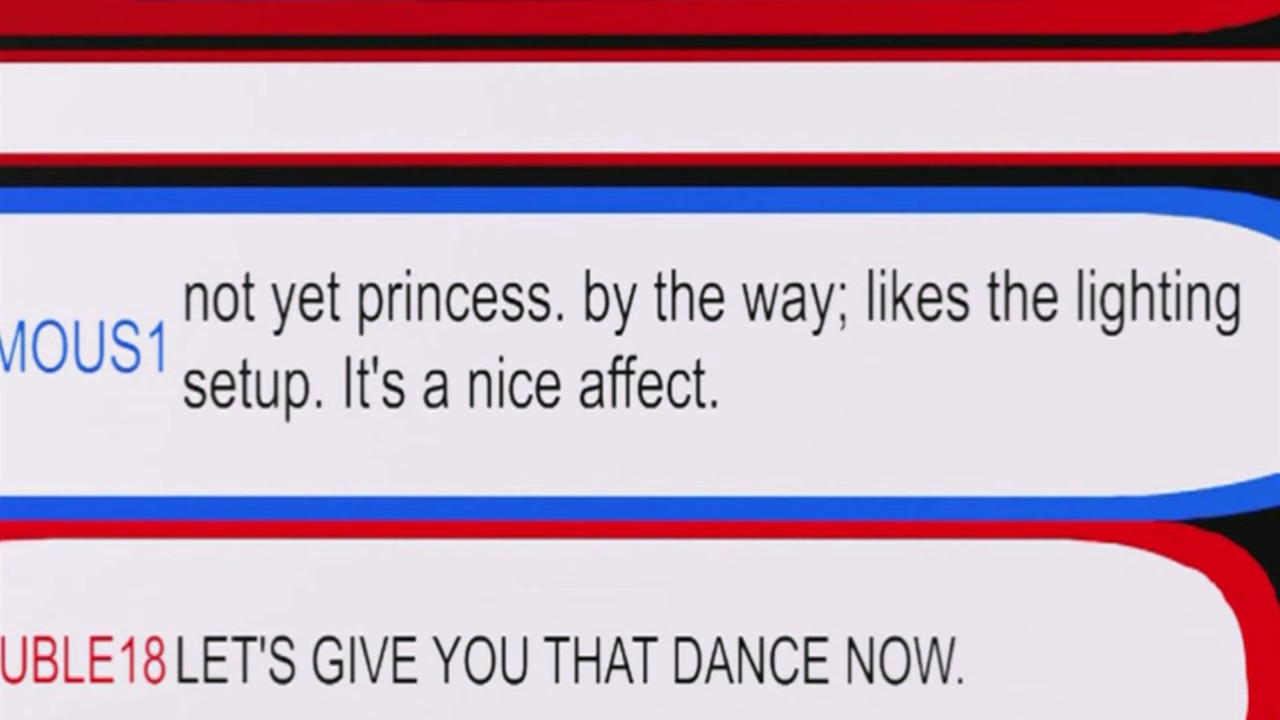 not yet princess. by the way; likes the lighting
MOUS1
setup. It's a nice affect.
UBLE18 LET'S GIVE YOU THAT DANCE NOW.